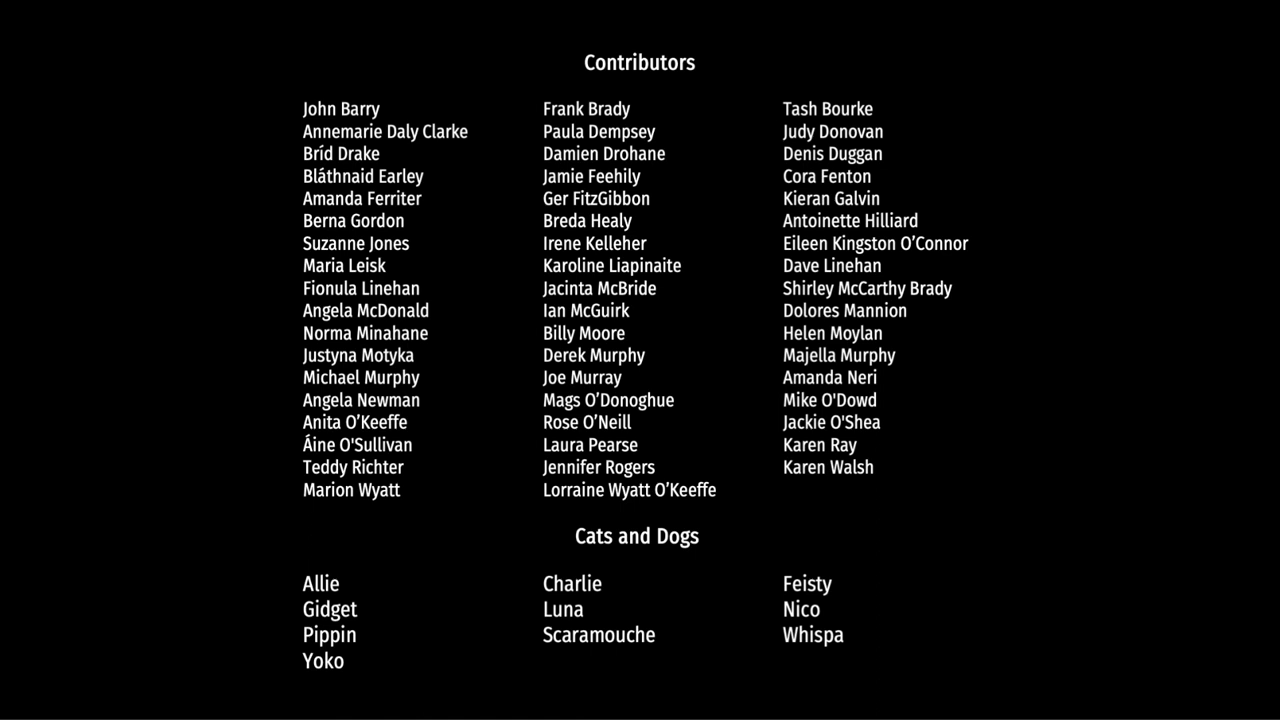 Contributors
John Barry Frank Brady Tash Bourke
Annemarie Daly Clarke Paula Dempsey Judy Donovan
Bríd Drake Damien Drohane Denis Duggan
Bláthnaid Earley Jamie Feehily Cora Fenton
Amanda Ferriter Ger FitzGibbon Kieran Galvin
Berna Gordon Breda Healy Antoinette Hilliard
Suzanne Jones Irene Kelleher Eileen Kingston O’Connor
Maria Leisk Karoline Liapinaite Dave Linehan
Fionula Linehan Jacinta McBride Shirley McCarthy Brady
Angela McDonald Ian McGuirk Dolores Mannion
Norma Minahane Billy Moore Helen Moylan
Justyna Motyka Derek Murphy Majella Murphy
Michael Murphy Joe Murray Amanda Neri
Angela Newman Mags O’Donoghue Mike O'Dowd
Anita O’Keeffe Rose O’Neill Jackie O'Shea
Áine O'Sullivan Laura Pearse Karen Ray
Teddy Richter Jennifer Rogers Karen Walsh
Marion Wyatt Lorraine Wyatt O’Keeffe
Cats and Dogs
Allie Charlie Feisty
Gidget Luna Nico
Pippin Scaramouche Whispa
Yoko